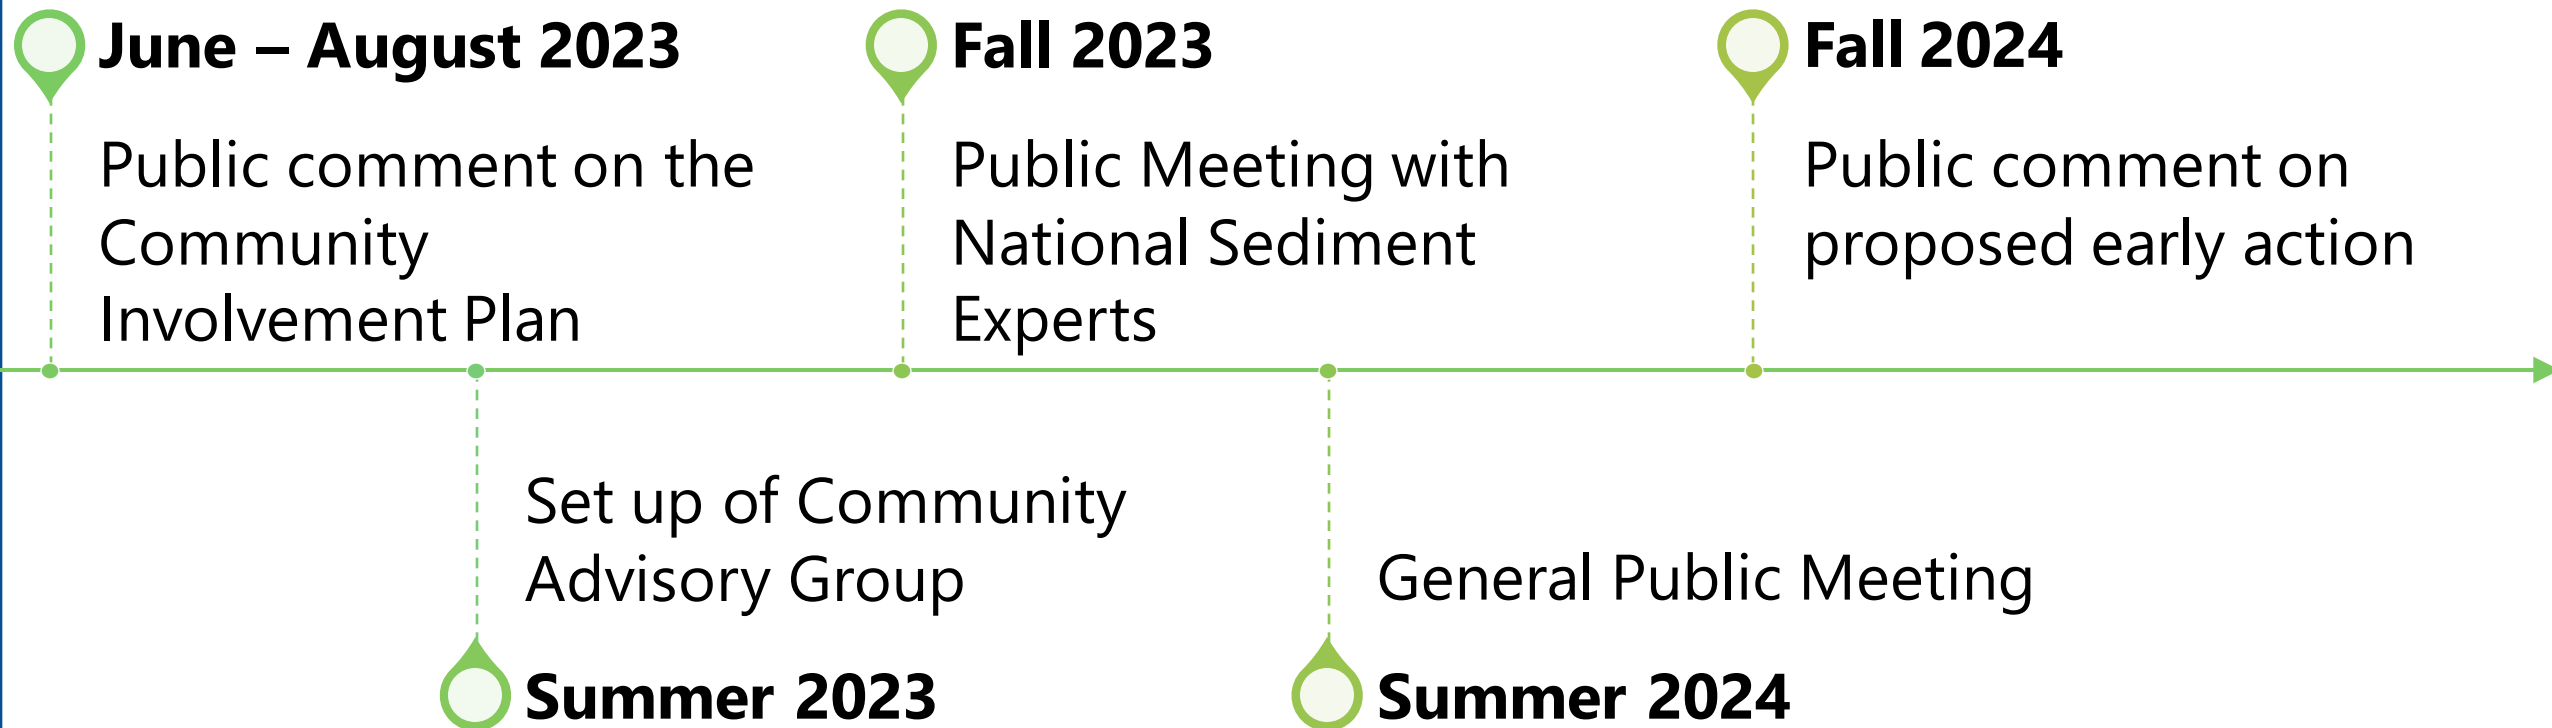 June – August 2023
Public comment on the
Community
Involvement Plan
Set up of Community
Advisory Group
Summer 2023
Fall 2023
Public Meeting with
National Sediment
Experts
General Public Meeting
Summer 2024
Fall 2024
Public comment on
proposed early action